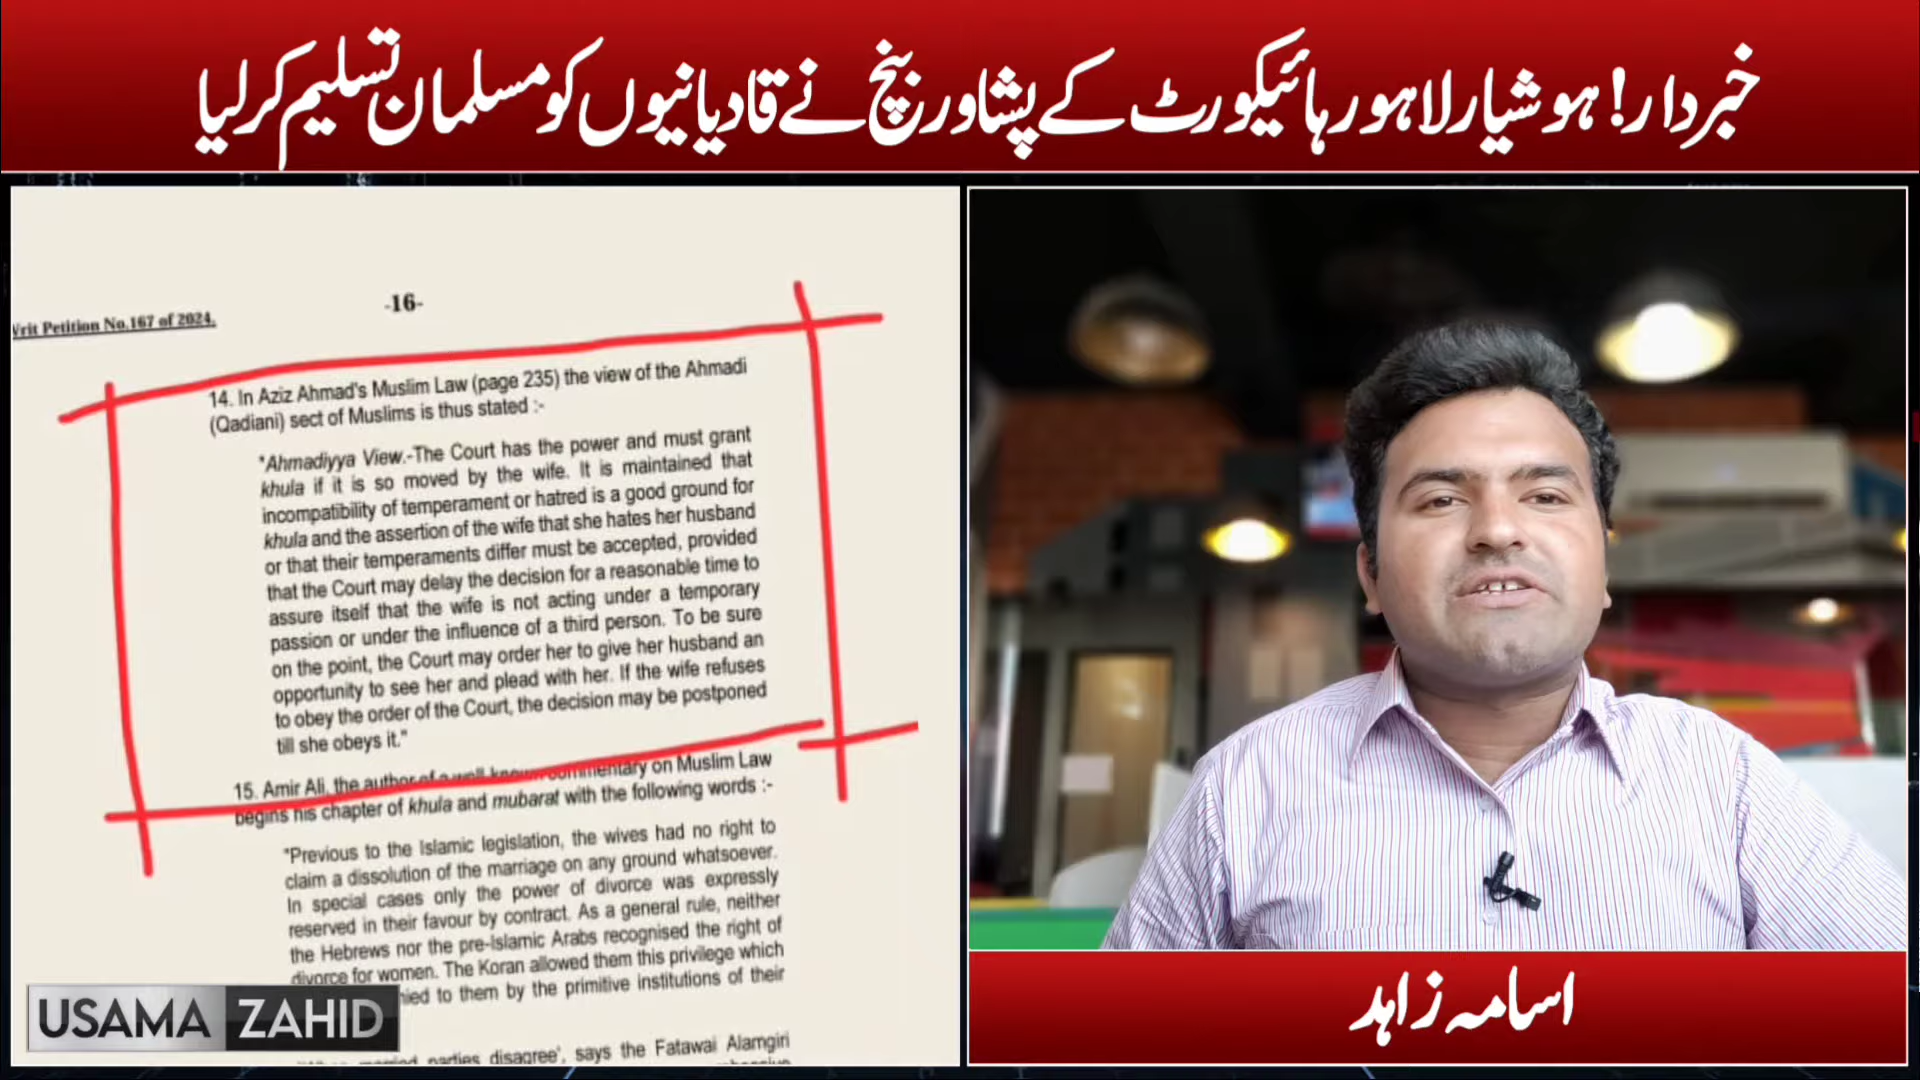 خبردار! ہوشیار لاہور ہائیکورٹ کے پشاور بنچ نے قادیانیوں کو مسلمان تسلیم کرلیا
-16-
Writ Petition No.167 of 2024.
14. In Aziz Ahmad's Muslim Law (page 235) the view of the Ahmadi
(Qadiani) sect of Muslims is thus stated :-
"Ahmadiyya View.-The Court has the power and must grant
khula if it is so moved by the wife. It is maintained that
incompatibility of temperament or hatred is a good ground for
khula and the assertion of the wife that she hates her husband
or that their temperaments differ must be accepted, provided
that the Court may delay the decision for a reasonable time to
assure itself that the wife is not acting under a temporary
passion or under the influence of a third person. To be sure
on the point, the Court may order her to give her husband an
opportunity to see her and plead with her. If the wife refuses
to obey the order of the Court, the decision may be postponed
till she obeys it."
15. Amir Ali, the author of a well-known commentary on Muslim Law
begins his chapter of khula and mubarat with the following words :-
"Previous to the Islamic legislation, the wives had no right to
claim a dissolution of the marriage on any ground whatsoever.
In special cases only the power of divorce was expressly
reserved in their favour by contract. As a general rule, neither
the Hebrews nor the pre-Islamic Arabs recognised the right of
divorce for women. The Koran allowed them this privilege which
to them by the primitive institutions of their
parties disagree', says the Fatawai Alamgiri
USAMA ZAHID
اسامہ زاہد